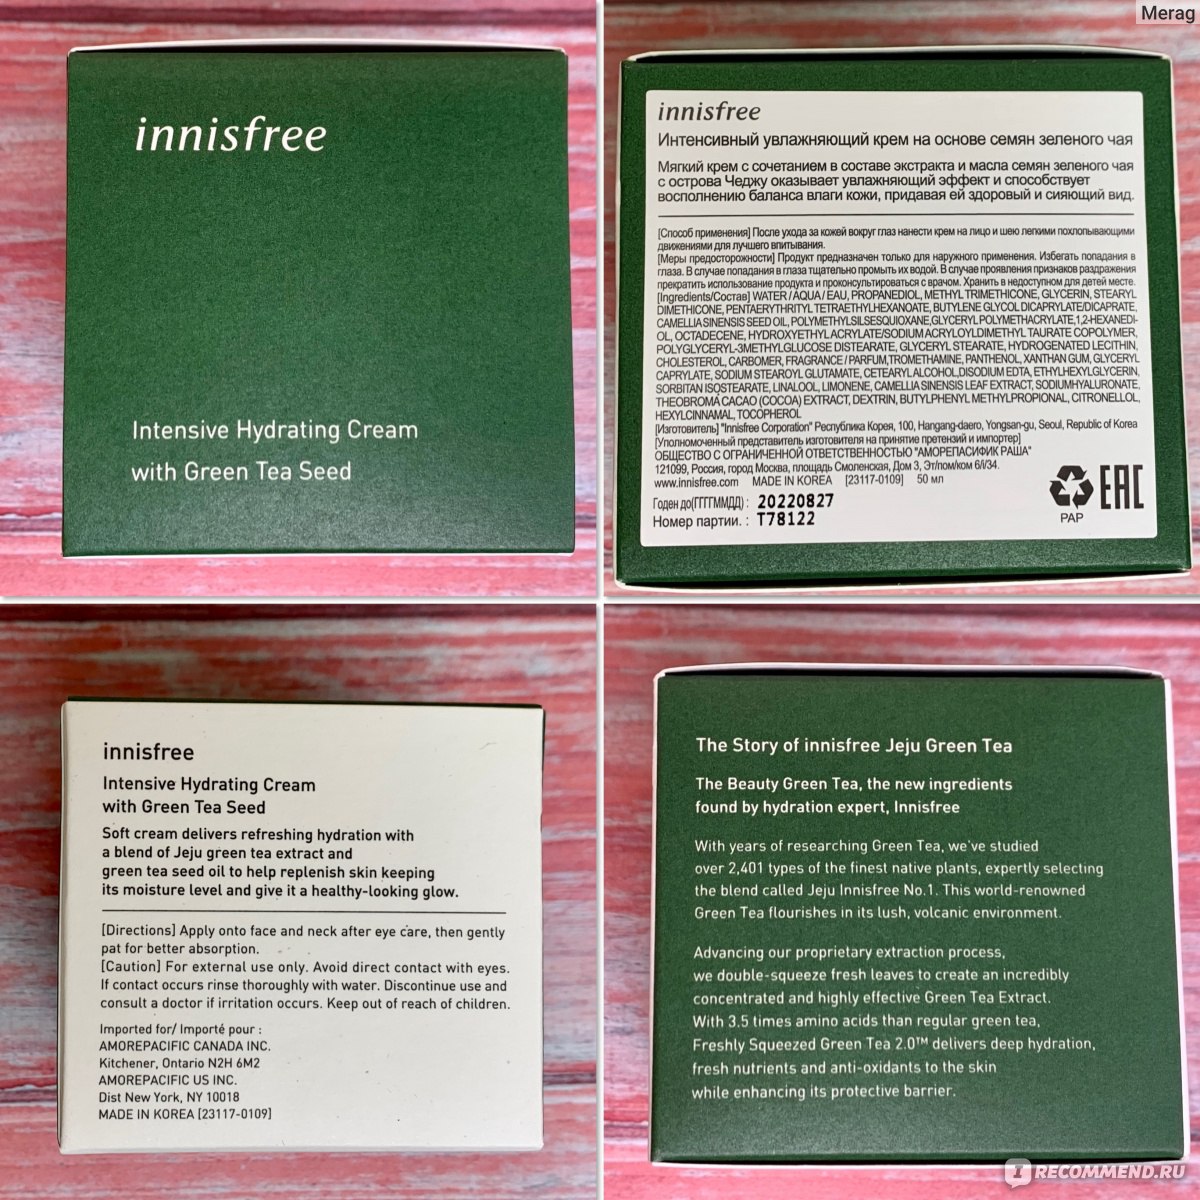 innisfree
Intensive Hydrating Cream
with Green Tea Seed
Merag
innisfree
Интенсивный увлажняющий крем на основе семян зеленого чая
Мягкий крем с сочетанием в составе экстракта и масла семян зеленого чая
с острова Чеджу оказывает увлажняющий эффект и способствует
восполнению баланса влаги кожи, придавая ей здоровый и сияющий вид.
[Способ применения] После ухода за кожей вокруг глаз нанести крем на лицо и шею легкими похлопывающими
движениями для лучшего впитывания.
[Меры предосторожности] Продукт предназначен только для наружного применения. Избегать попадания в
глаза. В случае попадания в глаза тщательно промыть их водой. В случае проявления признаков раздражения
прекратить использование продукта и проконсультироваться с врачом. Хранить в недоступном для детей месте.
[Ingredients/Состав] WATER / AQUA / EAU, PROPANEDIOL, METHYL TRIMETHICONE, GLYCERIN, STEARYL
DIMETHICONE, PENTAERYTHRITYL TETRAETHYLHEXANOATE, BUTYLENE GLYCOL DICAPRYLATE/DICAPRATE,
CAMELLIA SINENSIS SEED OIL, POLYMETHYLSILSESQUIOXANE,GLYCERYL POLYMETHACRYLATE,1,2-HEXANEDI-
OL, OCTADECENE, HYDROXYETHYL ACRYLATE/SODIUM ACRYLOYLDIMETHYL TAURATE COPOLYMER,
POLYGLYCERYL-3METHYLGLUCOSE DISTEARATE, GLYCERYL STEARATE, HYDROGENATED LECITHIN,
CHOLESTEROL, CARBOMER, FRAGRANCE / PARFUM,TROMETHAMINE, PANTHENOL, XANTHAN GUM, GLYCERYL
CAPRYLATE, SODIUM STEAROYL GLUTAMATE, CETEARYL ALCOHOL,DISODIUM EDTA, ETHYLHEXYLGLYCERIN,
SORBITAN ISOSTEARATE, LINALOOL, LIMONENE, CAMELLIA SINENSIS LEAF EXTRACT, SODIUMHYALURONATE,
THEOBROMA CACAO (COCOA) EXTRACT, DEXTRIN, BUTYLPHENYL METHYLPROPIONAL, CITRONELLOL,
HEXYLCINNAMAL, TOCOPHEROL
[Изготовитель] "Innisfree Corporation" Республика Корея, 100, Hangang-daero, Yongsan-gu, Seoul, Republic of Korea
[Уполномоченный представитель изготовителя на принятие претензий и импортер]
ОБЩЕСТВО С ОГРАНИЧЕННОЙ ОТВЕТСТВЕННОСТЬЮ "АМОРЕПАСИФИК РАША"
121099, Россия, город Москва, площадь Смоленская, Дом 3, Эт/пом/ком 6/I/34.
www.innisfree.com MADE IN KOREA [23117-0109] 50 мл
Годен до(ГГГГММДД) : 20220827
Номер партии. : T78122
PAP
EAC
innisfree
Intensive Hydrating Cream
with Green Tea Seed
Soft cream delivers refreshing hydration with
a blend of Jeju green tea extract and
green tea seed oil to help replenish skin keeping
its moisture level and give it a healthy-looking glow.
[Directions] Apply onto face and neck after eye care, then gently
pat for better absorption.
[Caution] For external use only. Avoid direct contact with eyes.
If contact occurs rinse thoroughly with water. Discontinue use and
consult a doctor if irritation occurs. Keep out of reach of children.
Imported for/ Importé pour :
AMOREPACIFIC CANADA INC.
Kitchener, Ontario N2H 6M2
AMOREPACIFIC US INC.
Dist New York, NY 10018
MADE IN KOREA [23117-0109]
The Story of innisfree Jeju Green Tea
The Beauty Green Tea, the new ingredients
found by hydration expert, Innisfree
With years of researching Green Tea, we've studied
over 2,401 types of the finest native plants, expertly selecting
the blend called Jeju Innisfree No.1. This world-renowned
Green Tea flourishes in its lush, volcanic environment.
Advancing our proprietary extraction process,
we double-squeeze fresh leaves to create an incredibly
concentrated and highly effective Green Tea Extract.
With 3.5 times amino acids than regular green tea,
Freshly Squeezed Green Tea 2.0™ delivers deep hydration,
fresh nutrients and anti-oxidants to the skin
while enhancing its protective barrier.
RECOMMEND.RU